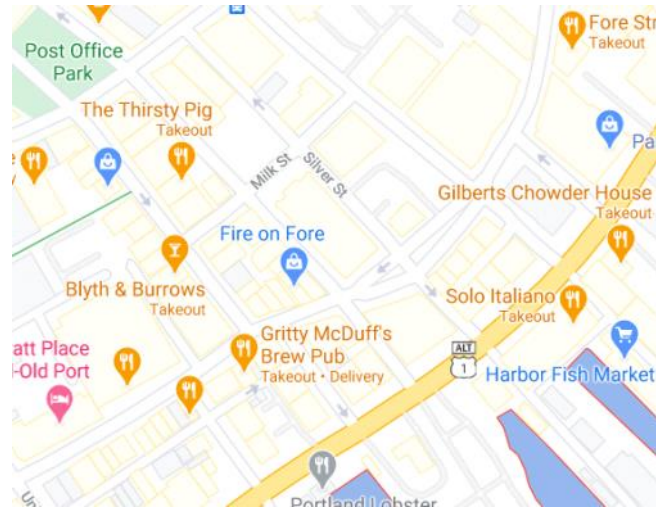 Fore Str
Takeout
Post Office
Park
The Thirsty Pig
Takeout
Pa
Milk St
Silver St
Gilberts Chowder House
Takeout
Fire on Fore
Blyth & Burrows
Takeout
Solo Italiano
Takeout
Gritty McDuff's
Brew Pub
Takeout • Delivery
att Place
-Old Port
ALT
1
Harbor Fish Market
Un
Portland Lobster